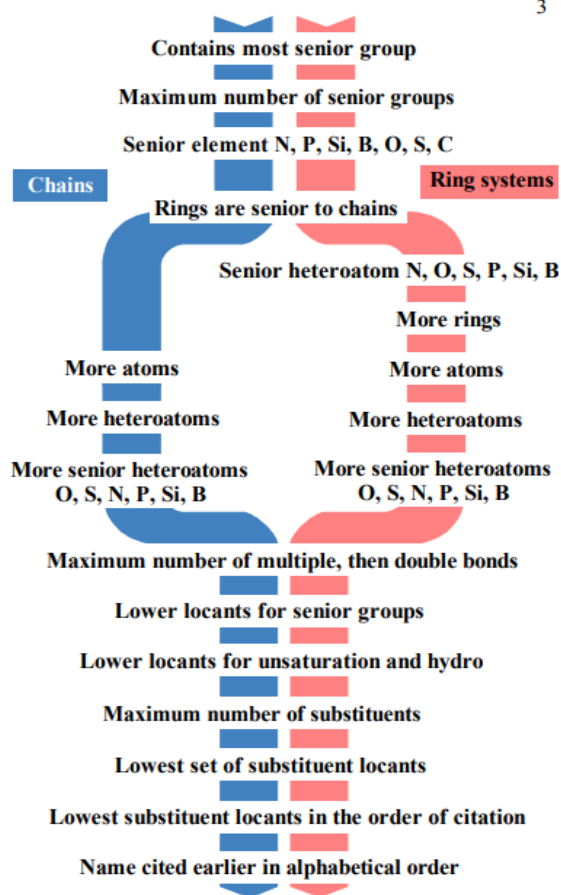 3
Contains most senior group
Maximum number of senior groups
Senior element N, P, Si, B, O, S, C
Chains
Ring systems
Rings are senior to chains
Senior heteroatom N, O, S, P, Si, B
More rings
More atoms
More atoms
More heteroatoms
More heteroatoms
More senior heteroatoms
O, S, N, P, Si, B
More senior heteroatoms
O, S, N, P, Si, B
Maximum number of multiple, then double bonds
Lower locants for senior groups
Lower locants for unsaturation and hydro
Maximum number of substituents
Lowest set of substituent locants
Lowest substituent locants in the order of citation
Name cited earlier in alphabetical order